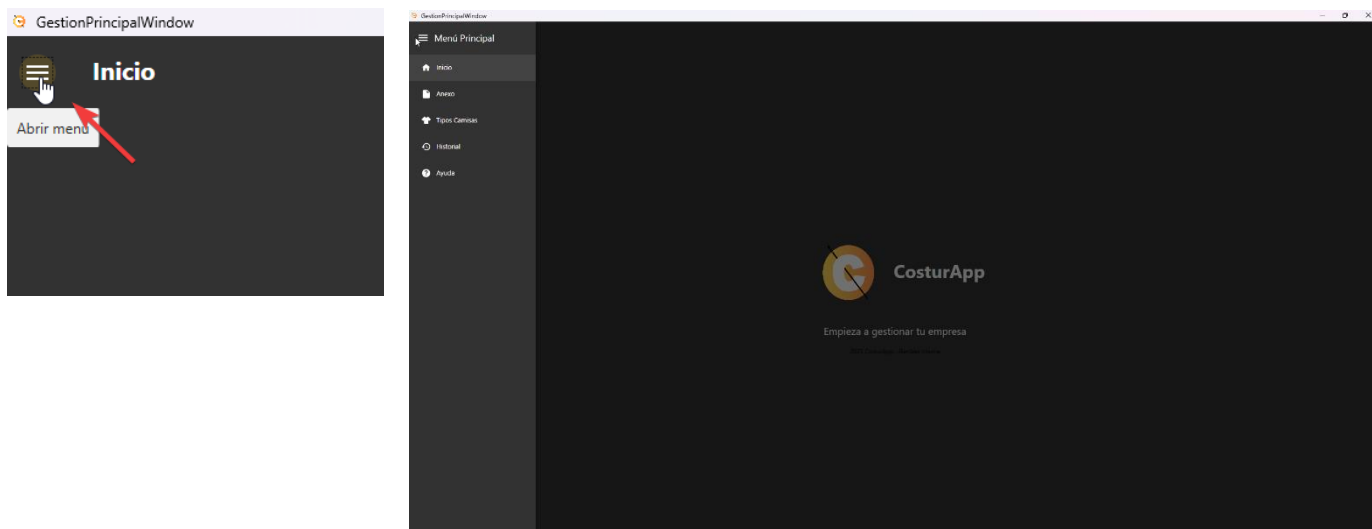 GestionPrincipalWindow
Inicio
Abrir menú
GestionPrincipalWindow
Menú Principal
Inicio
Anexo
Tipos Camisas
Historial
Ayuda
CosturApp
Empieza a gestionar tu empresa